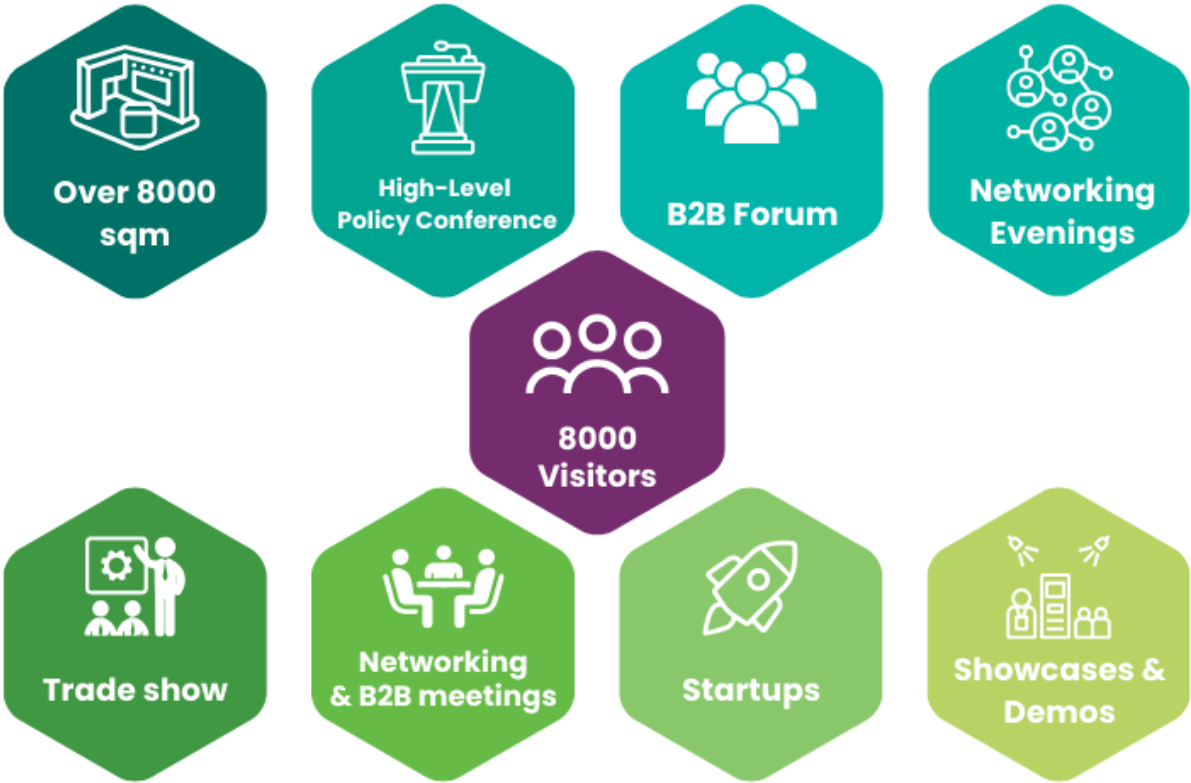 Over 8000
sqm
High-Level
Policy Conference
B2B Forum
Networking
Evenings
8000
Visitors
Trade show
Networking
& B2B meetings
Startups
Showcases &
Demos